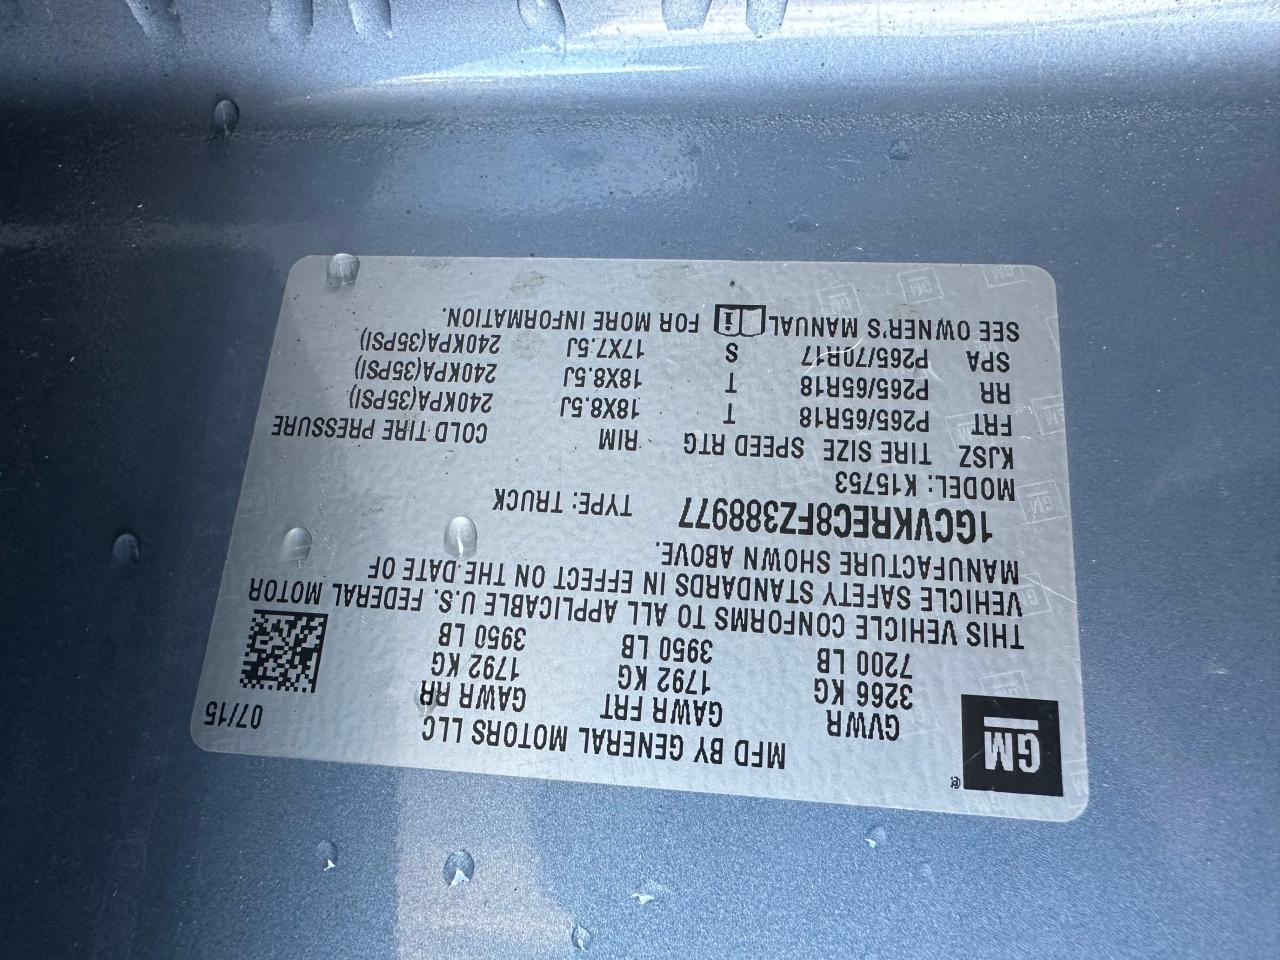 GM ®
MFD BY GENERAL MOTORS LLC 07/15
GVWR GAWR FRT GAWR RR
3266 KG 1792 KG 1792 KG
7200 LB 3950 LB 3950 LB
THIS VEHICLE CONFORMS TO ALL APPLICABLE U.S. FEDERAL MOTOR
VEHICLE SAFETY STANDARDS IN EFFECT ON THE DATE OF
MANUFACTURE SHOWN ABOVE.
1GCVKREC8FZ388977 TYPE: TRUCK
MODEL: K15753
KJSZ TIRE SIZE SPEED RTG RIM COLD TIRE PRESSURE
FRT P265/65R18 T 18X8.5J 240KPA(35PSI)
RR P265/65R18 T 18X8.5J 240KPA(35PSI)
SPA P265/70R17 S 17X7.5J 240KPA(35PSI)
SEE OWNER'S MANUAL i FOR MORE INFORMATION.